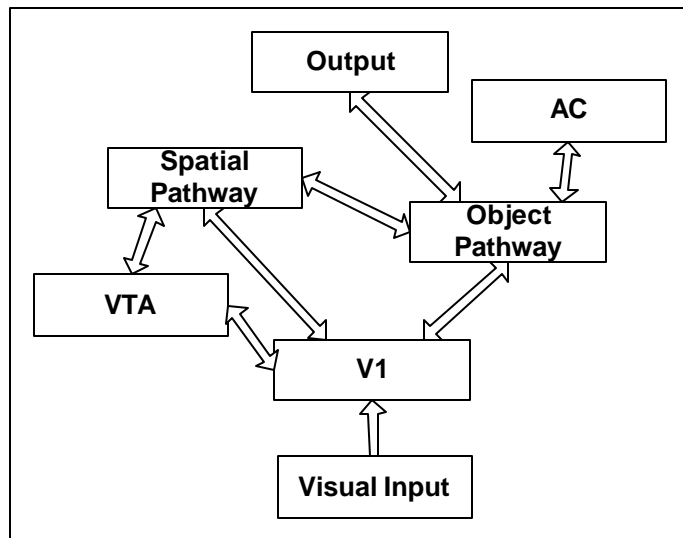 Output
AC
Spatial
Pathway
Object
Pathway
VTA
V1
Visual Input